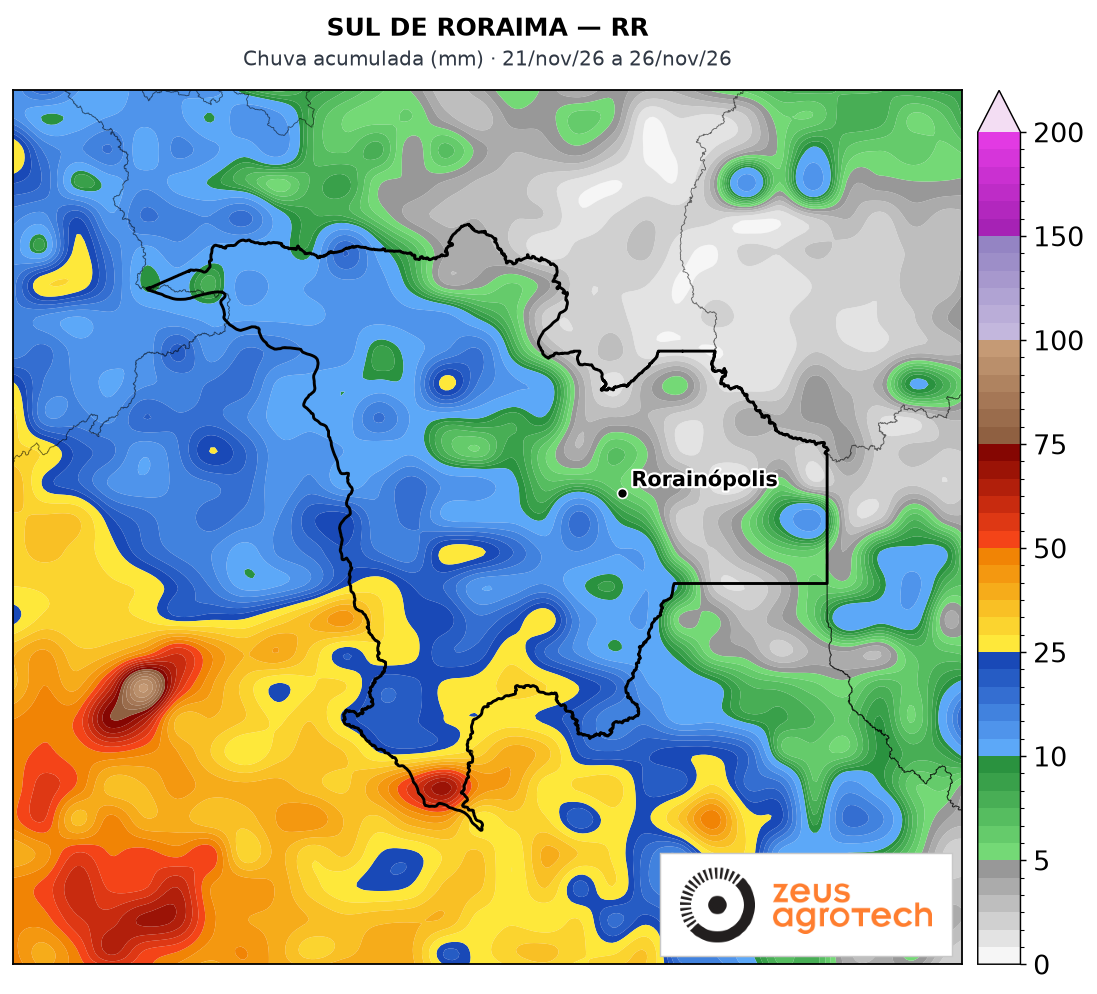 SUL DE RORAIMA — RR
Chuva acumulada (mm) · 21/nov/26 a 26/nov/26
200
150
100
75
50
25
10
5
0
Rorainópolis
zeus
agrotech